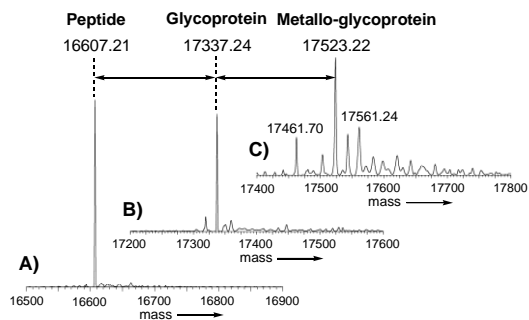 Peptide Glycoprotein Metallo-glycoprotein
16607.21 17337.24 17523.22
17461.70 17561.24
C)
17400 17500 17600 17700 17800
mass
B)
17200 17300 17400 17500 17600
mass
A)
16500 16600 16700 16800 16900
mass